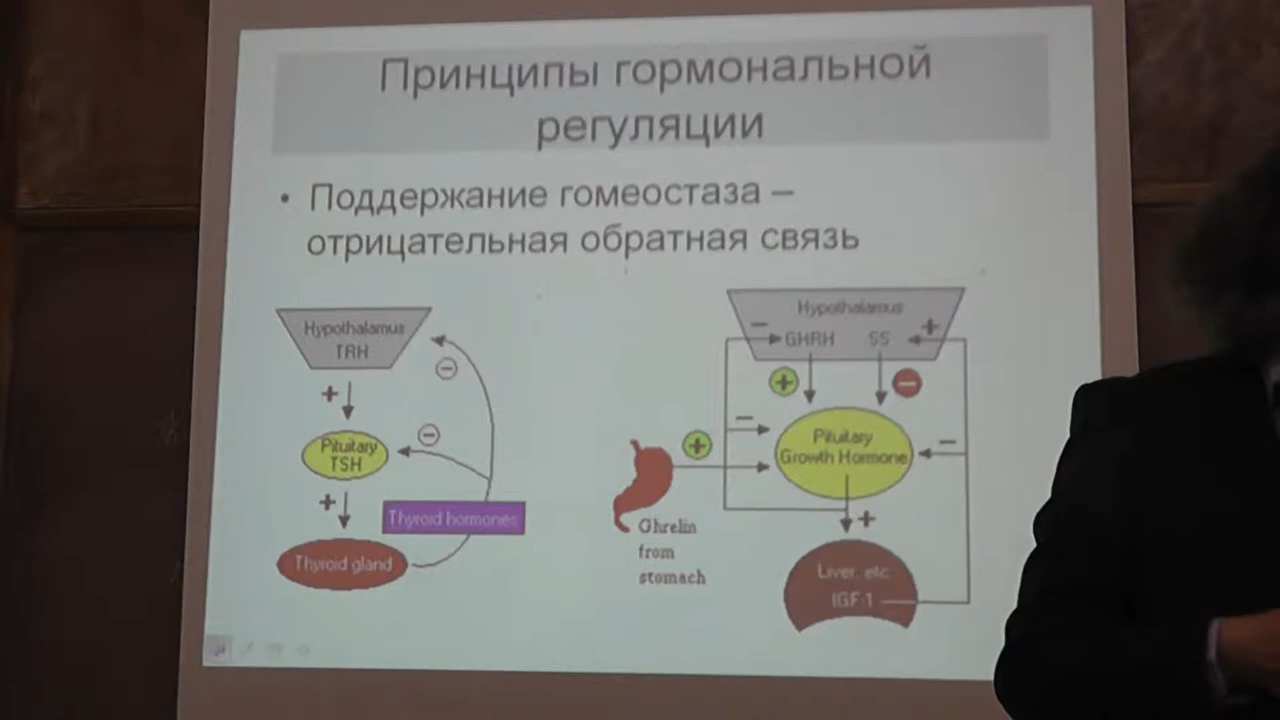 Принципы гормональной
регуляции
• Поддержание гомеостаза –
отрицательная обратная связь
Hypothalamus
TRH
+
−
Pituitary
TSH
−
+
Thyroid hormones
Thyroid gland
Hypothalamus
− GHRH SS +
+ −
−
Pituitary
Growth Hormone
−
+
+
Ghrelin
from
stomach
Liver, etc
IGF-1